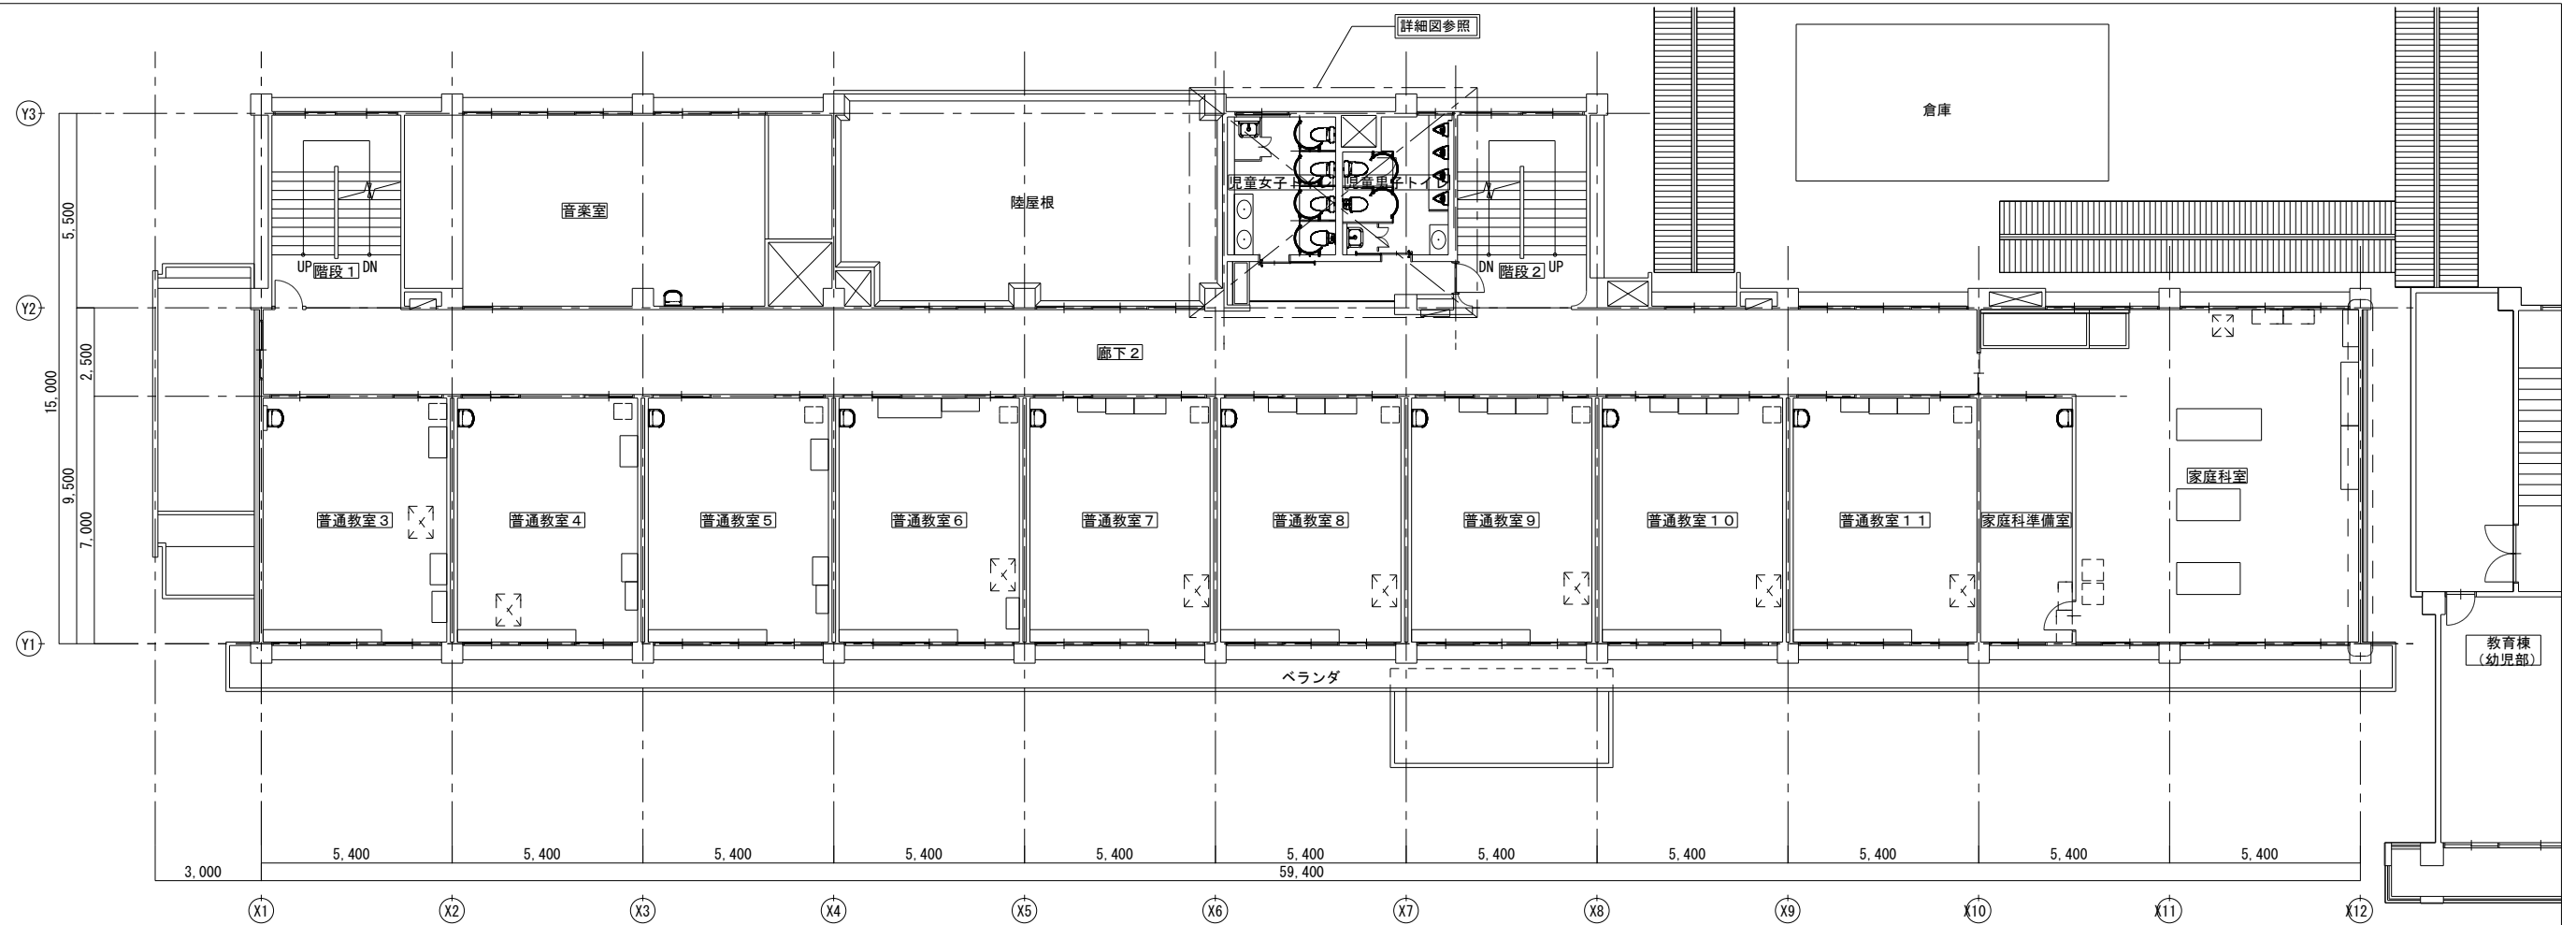 詳細図参照
倉庫
Y3
児童女子トイレ
児童男子トイレ
陸屋根
音楽室
5,500
UP
階段1
DN
DN
階段2
UP
Y2
2,500
廊下2
15,000
9,500
7,000
家庭科室
普通教室3
普通教室4
普通教室5
普通教室6
普通教室7
普通教室8
普通教室9
普通教室10
普通教室11
家庭科準備室
Y1
教育棟
(幼児部)
ベランダ
5,400
5,400
5,400
5,400
5,400
5,400
5,400
5,400
5,400
5,400
5,400
3,000
59,400
X1
X2
X3
X4
X5
X6
X7
X8
X9
X10
X11
X12